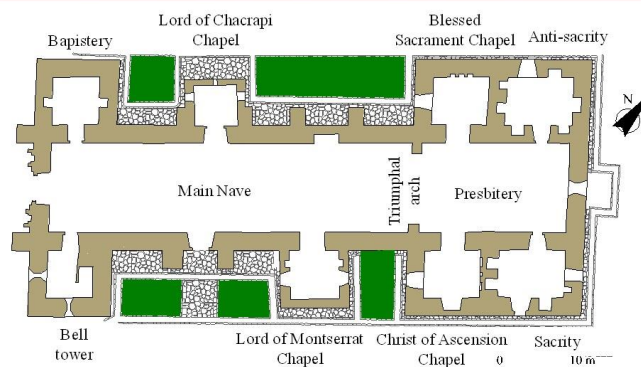 Lord of Chacrapi
Chapel
Blessed
Sacrament Chapel
Bapistery
Anti-sacrity
N
Main Nave
Triumphal
arch
Presbitery
Bell
tower
Lord of Montserrat
Chapel
Christ of Ascension
Chapel
Sacrity
0 10 m